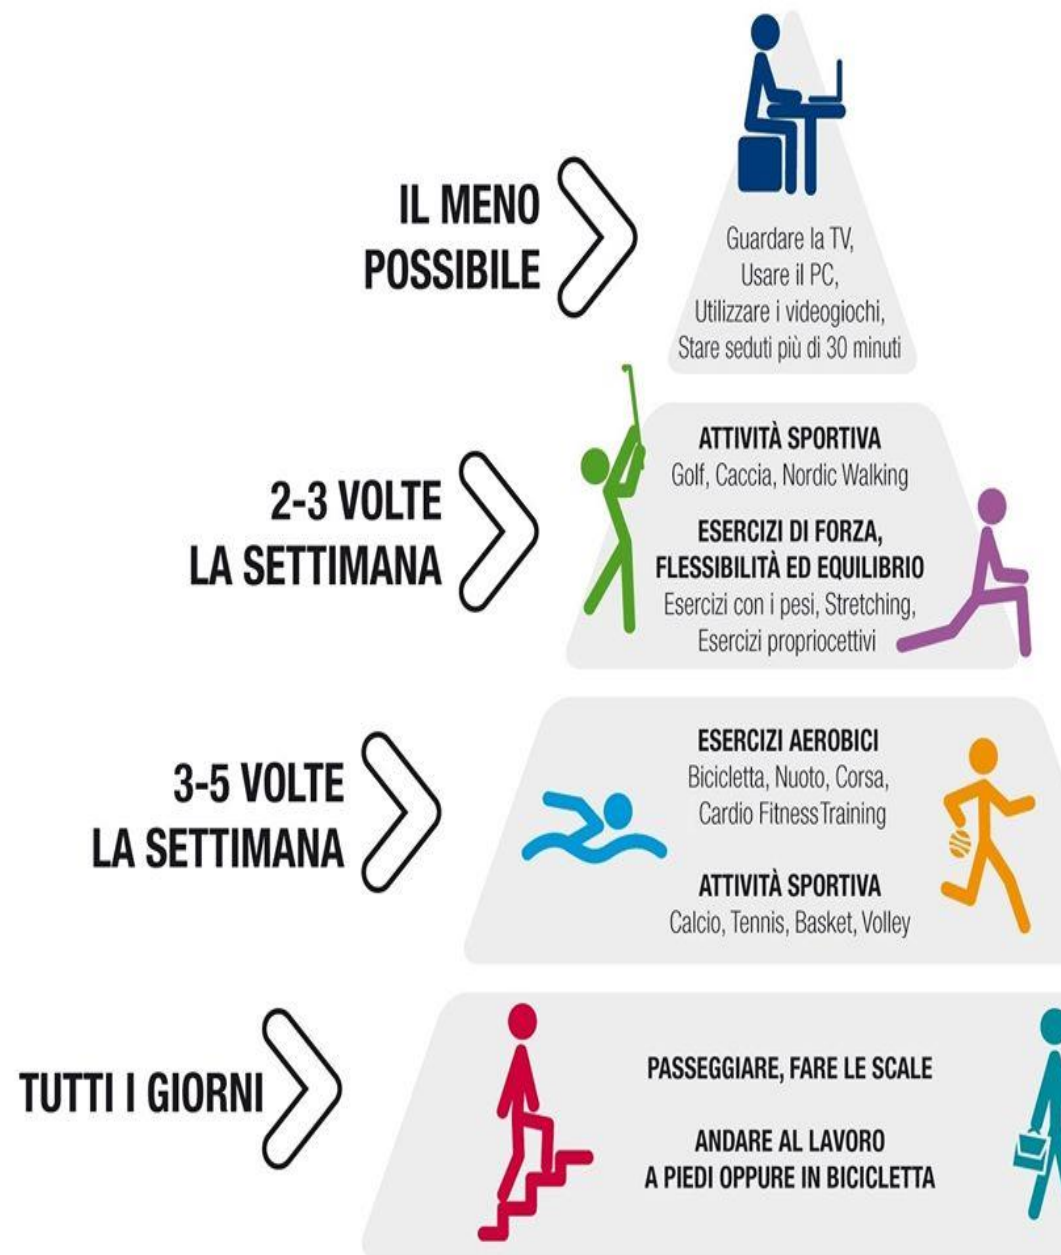 IL MENO
POSSIBILE
Guardare la TV,
Usare il PC,
Utilizzare i videogiochi,
Stare seduti più di 30 minuti
2-3 VOLTE
LA SETTIMANA
ATTIVITÀ SPORTIVA
Golf, Caccia, Nordic Walking
ESERCIZI DI FORZA,
FLESSIBILITÀ ED EQUILIBRIO
Esercizi con i pesi, Stretching,
Esercizi propriocettivi
3-5 VOLTE
LA SETTIMANA
ESERCIZI AEROBICI
Bicicletta, Nuoto, Corsa,
Cardio FitnessTraining
ATTIVITÀ SPORTIVA
Calcio, Tennis, Basket, Volley
TUTTI I GIORNI
PASSEGGIARE, FARE LE SCALE
ANDARE AL LAVORO
A PIEDI OPPURE IN BICICLETTA